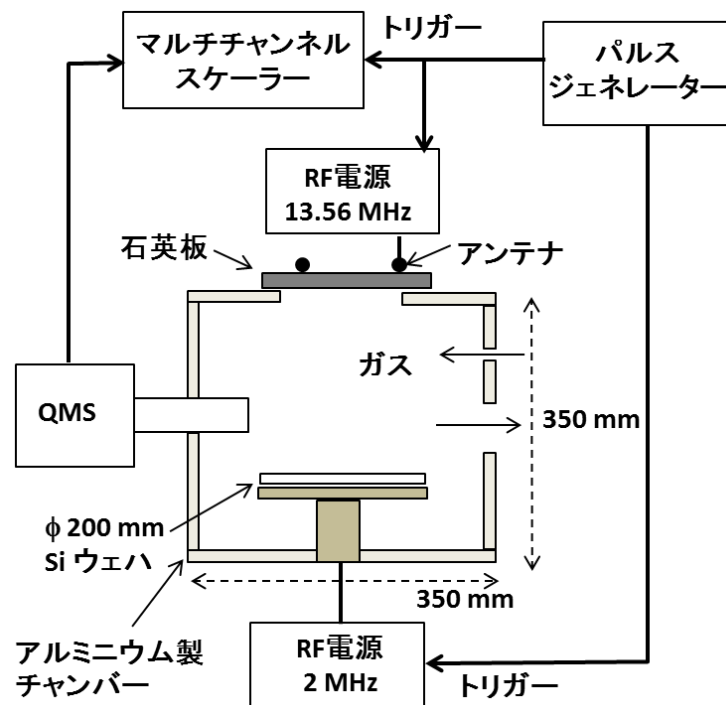 マルチチャンネル
スケーラー
トリガー
パルス
ジェネレーター
RF電源
13.56 MHz
石英板
アンテナ
ガス
QMS
350 mm
ϕ 200 mm
Si ウェハ
350 mm
アルミニウム製
チャンバー
RF電源
2 MHz
トリガー